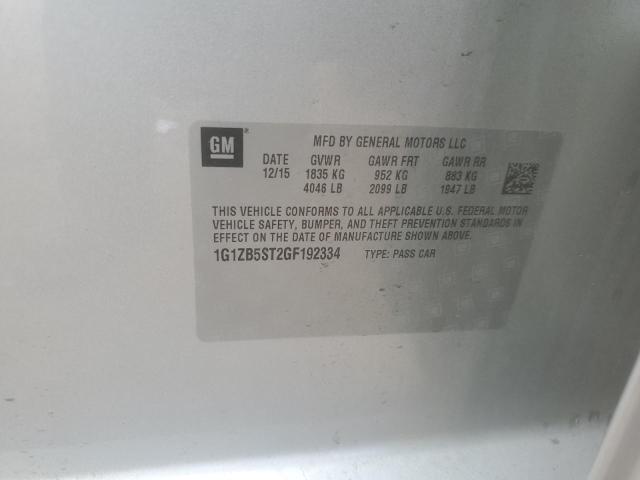 GM MFD BY GENERAL MOTORS LLC
DATE GVWR GAWR FRT GAWR RR
12/15 1835 KG 952 KG 883 KG
4046 LB 2099 LB 1947 LB
THIS VEHICLE CONFORMS TO ALL APPLICABLE U.S. FEDERAL MOTOR
VEHICLE SAFETY, BUMPER, AND THEFT PREVENTION STANDARDS IN
EFFECT ON THE DATE OF MANUFACTURE SHOWN ABOVE.
1G1ZB5ST2GF192334 TYPE: PASS CAR